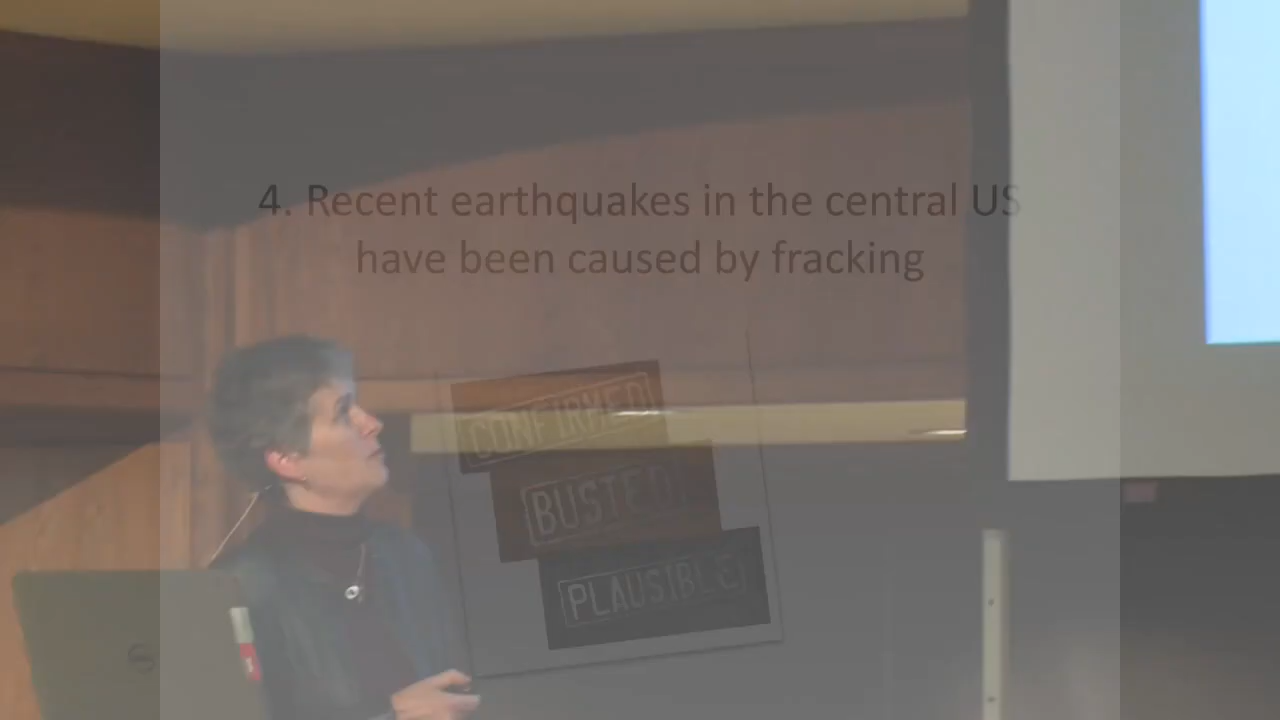 4. Recent earthquakes in the central US
have been caused by fracking
CONFIRMED
BUSTED
PLAUSIBLE